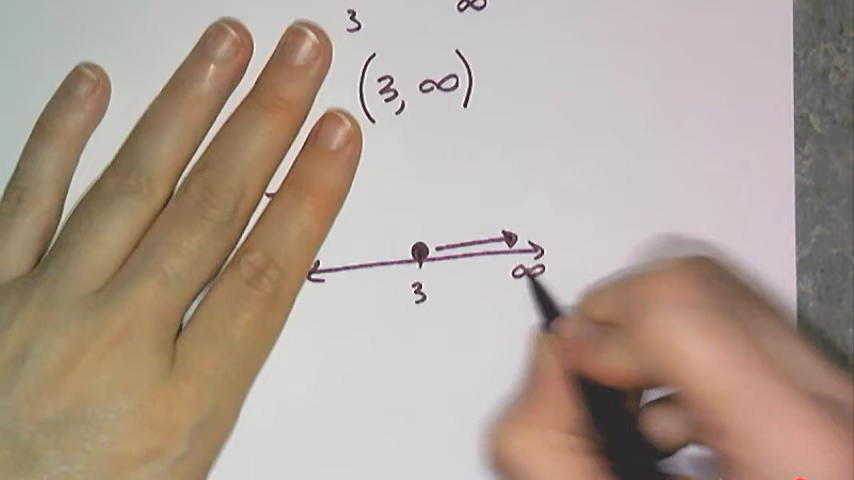 3 ∞
(3, ∞)
3 ∞